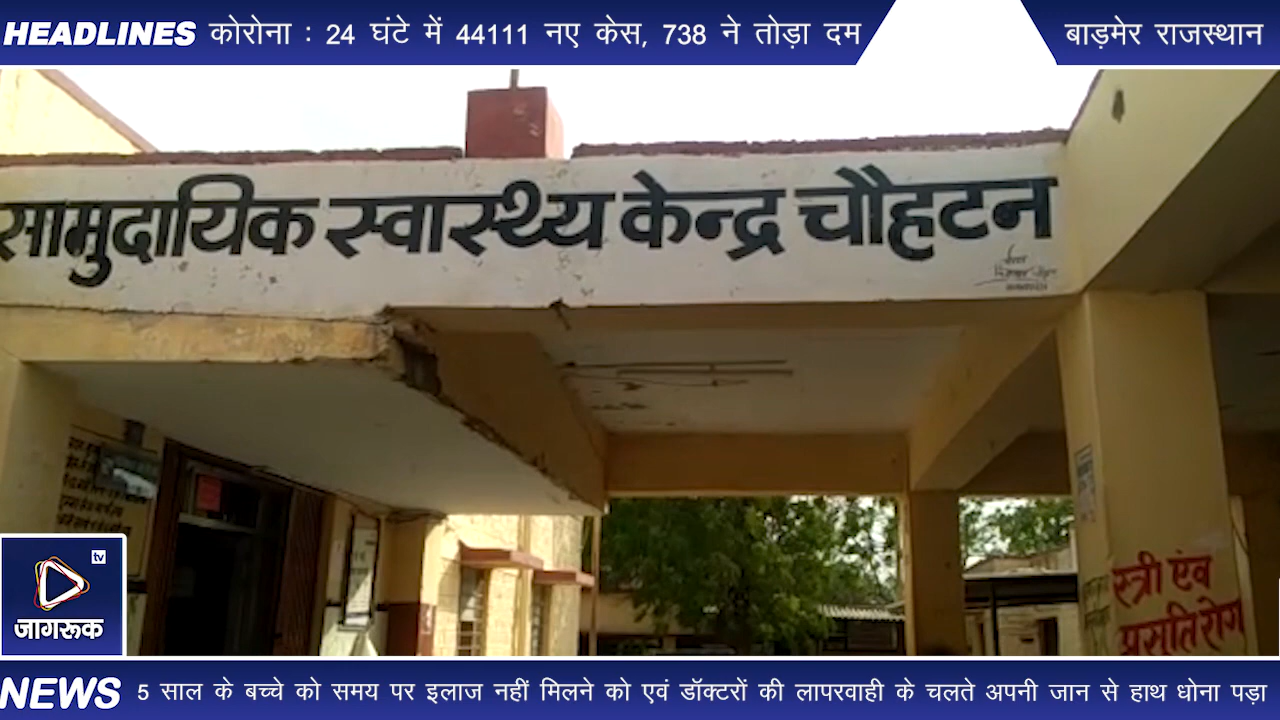 HEADLINES कोरोना : 24 घंटे में 44111 नए केस, 738 ने तोड़ा दम
बाड़मेर राजस्थान
सामुदायिक स्वास्थ्य केन्द्र चौहटन
tv
जागरूक
स्त्री एंव
प्रसुतिरोग
NEWS 5 साल के बच्चे को समय पर इलाज नहीं मिलने को एवं डॉक्टरों की लापरवाही के चलते अपनी जान से हाथ धोना पड़ा